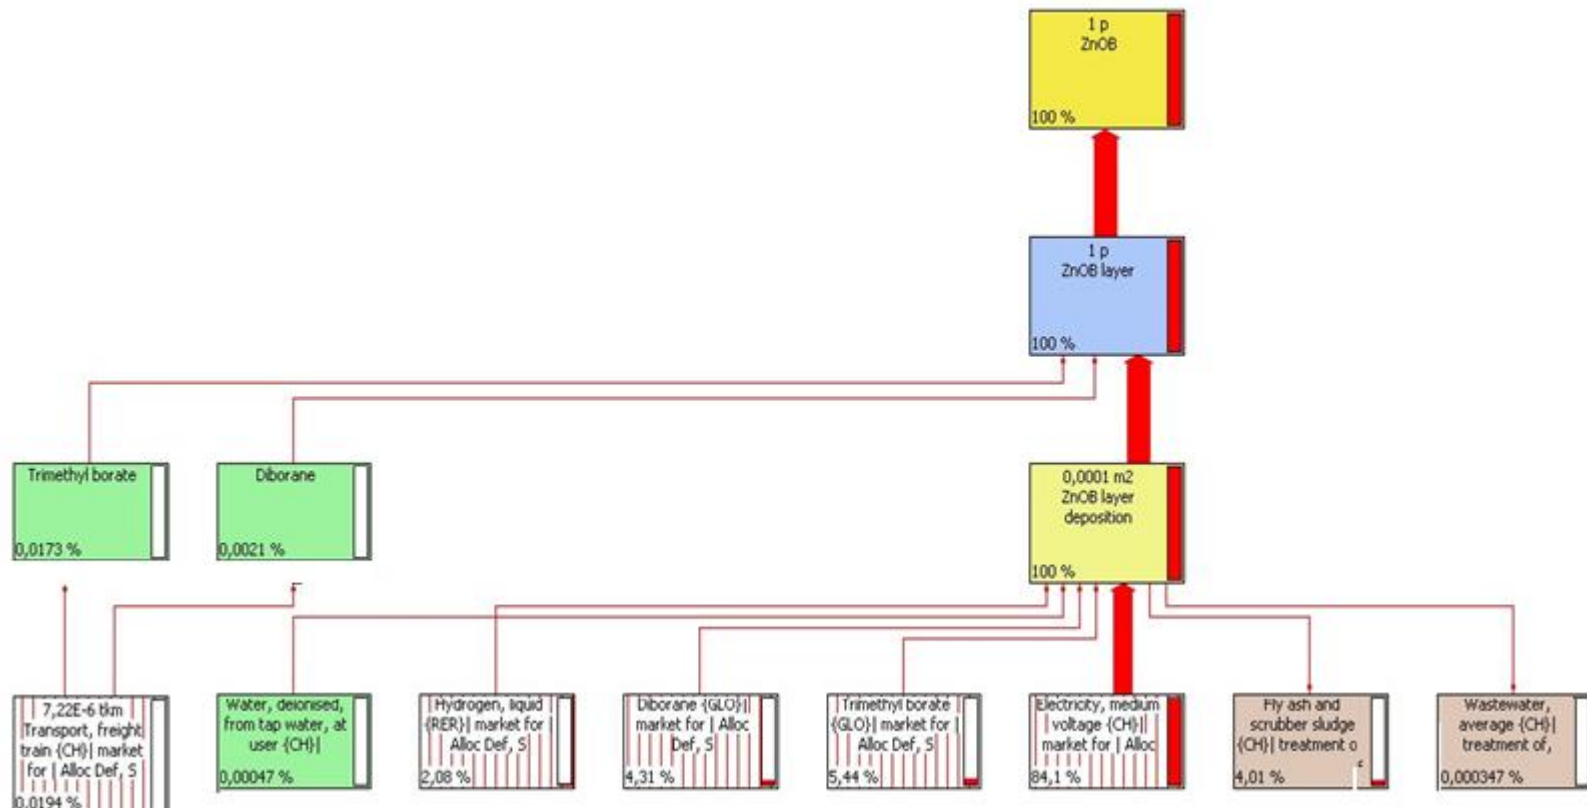 1 p
ZnOB
100 %
1 p
ZnOB layer
100 %
Trimethyl borate
0,0173 %
Diborane
0,0021 %
0,0001 m2
ZnOB layer
deposition
100 %
7,22E-6 tkm
Transport, freight
train {CH}| market
for | Alloc Def, S
0,0194 %
Water, deionised,
from tap water, at
user {CH}|
0,00047 %
Hydrogen, liquid
{RER}| market for |
Alloc Def, S
2,08 %
Diborane {GLO}|
market for | Alloc
Def, S
4,31 %
Trimethyl borate
{GLO}| market for |
Alloc Def, S
5,44 %
Electricity, medium
voltage {CH}|
market for | Alloc
84,1 %
Fly ash and
scrubber sludge
{CH}| treatment o
4,01 %
Wastewater,
average {CH}|
treatment of,
0,000347 %